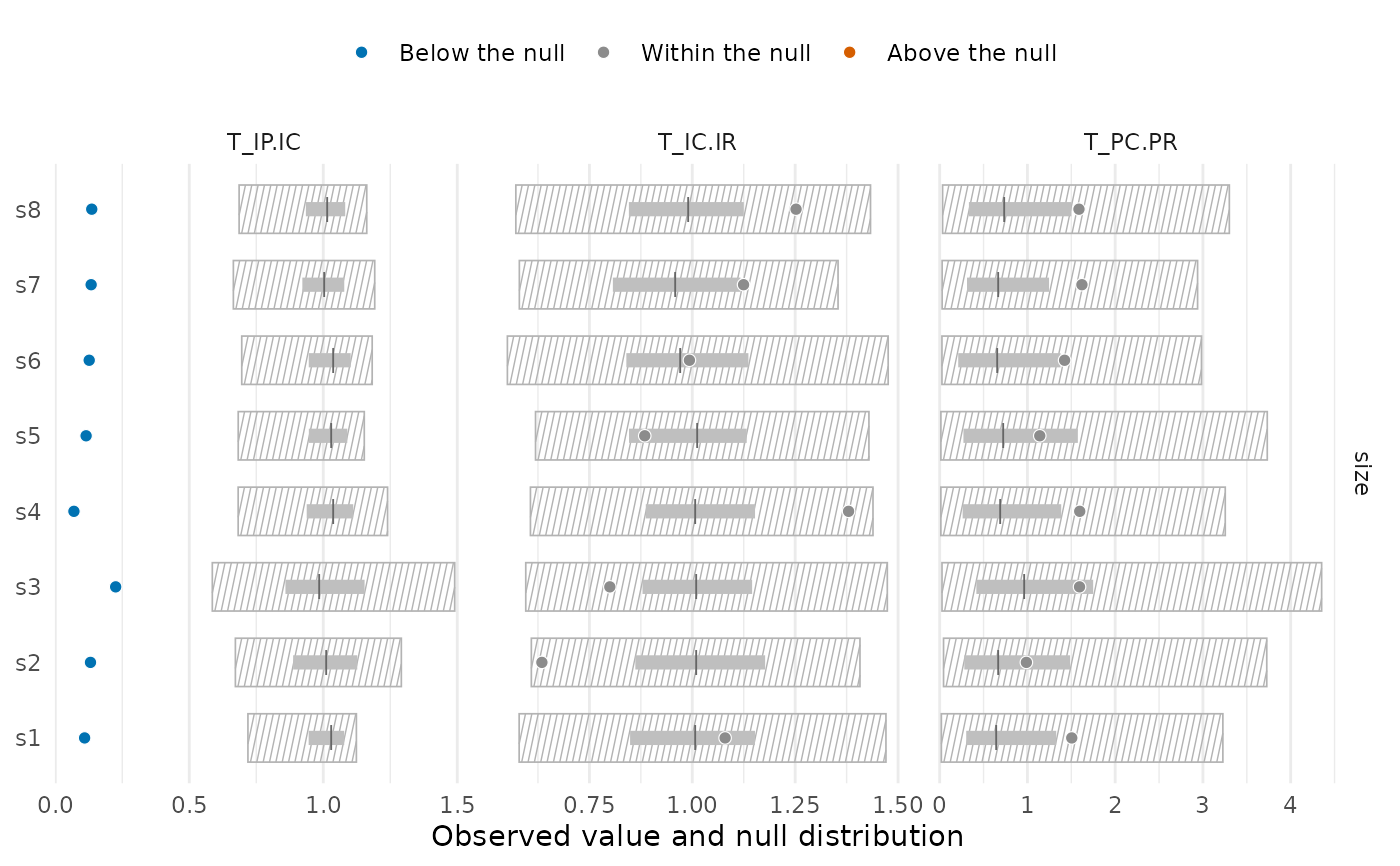 Below the null Within the null Above the null
T_IP.IC T_IC.IR T_PC.PR
s8
s7
s6
s5
s4
s3
s2
s1
size
0.0 0.5 1.0 1.5 0.75 1.00 1.25 1.50 0 1 2 3 4
Observed value and null distribution